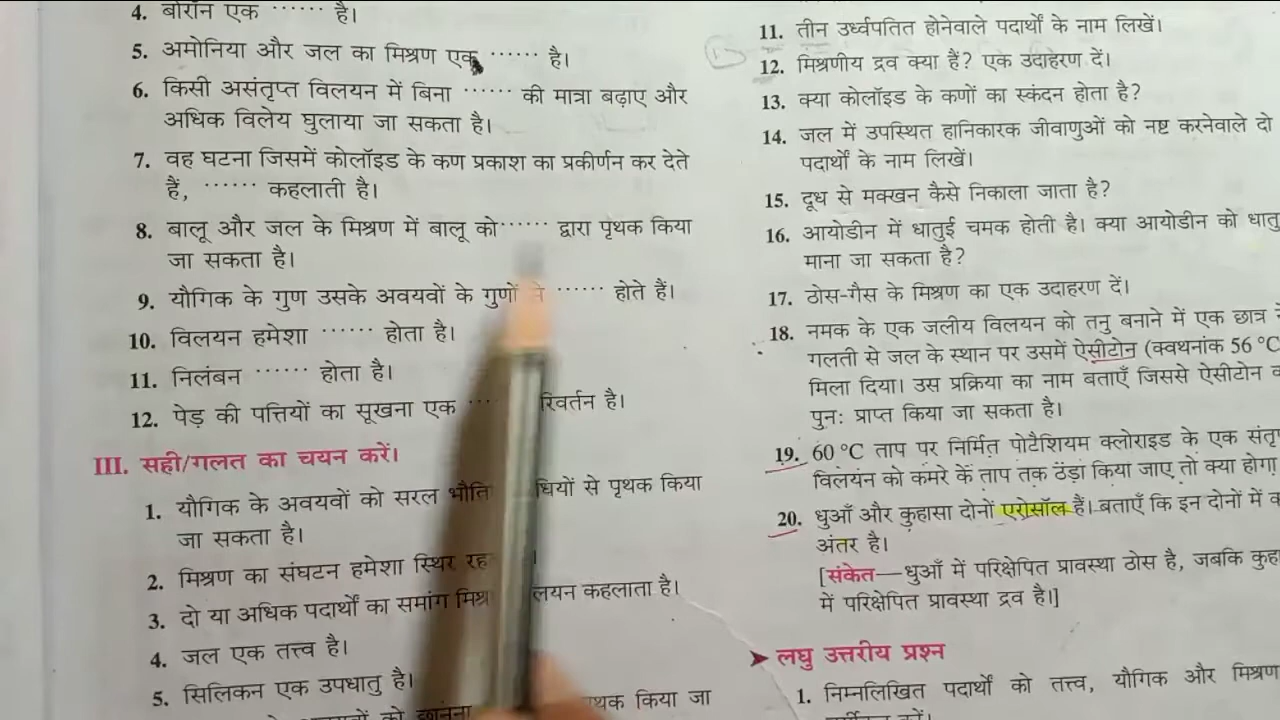 4. बोरॉन एक ⋯⋯ है।
5. अमोनिया और जल का मिश्रण एक ⋯⋯ है।
6. किसी असंतृप्त विलयन में बिना ⋯⋯ की मात्रा बढ़ाए और
अधिक विलेय घुलाया जा सकता है।
7. वह घटना जिसमें कोलॉइड के कण प्रकाश का प्रकीर्णन कर देते
हैं, ⋯⋯ कहलाती है।
8. बालू और जल के मिश्रण में बालू को ⋯⋯ द्वारा पृथक किया
जा सकता है।
9. यौगिक के गुण उसके अवयवों के गुणों ⋯⋯ होते हैं।
10. विलयन हमेशा ⋯⋯ होता है।
11. निलंबन ⋯⋯ होता है।
12. पेड़ की पत्तियों का सूखना एक ⋯ रिवर्तन है।
III. सही/गलत का चयन करें।
1. यौगिक के अवयवों को सरल भौति धियों से पृथक किया
जा सकता है।
2. मिश्रण का संघटन हमेशा स्थिर रह
3. दो या अधिक पदार्थों का समांग मिश्र लयन कहलाता है।
4. जल एक तत्त्व है।
5. सिलिकन एक उपधातु है।
छानना थक किया जा
11. तीन उर्ध्वपतित होनेवाले पदार्थों के नाम लिखें।
12. मिश्रणीय द्रव क्या हैं? एक उदाहरण दें।
13. क्या कोलॉइड के कणों का स्कंदन होता है?
14. जल में उपस्थित हानिकारक जीवाणुओं को नष्ट करनेवाले दो
पदार्थों के नाम लिखें।
15. दूध से मक्खन कैसे निकाला जाता है?
16. आयोडीन में धातुई चमक होती है। क्या आयोडीन को धातु
माना जा सकता है?
17. ठोस-गैस के मिश्रण का एक उदाहरण दें।
18. नमक के एक जलीय विलयन को तनु बनाने में एक छात्र ने
गलती से जल के स्थान पर उसमें ऐसीटोन (क्वथनांक 56 °C
मिला दिया। उस प्रक्रिया का नाम बताएँ जिससे ऐसीटोन क
पुनः प्राप्त किया जा सकता है।
19. 60 °C ताप पर निर्मित पोटैशियम क्लोराइड के एक संतृ
विलयन को कमरे के ताप तक ठंडा किया जाए तो क्या होगा
20. धुआँ और कुहासा दोनों एरोसॉल हैं। बताएँ कि इन दोनों में क
अंतर है।
[संकेत—धुआँ में परिक्षेपित प्रावस्था ठोस है, जबकि कुह
में परिक्षेपित प्रावस्था द्रव है।]
➤ लघु उत्तरीय प्रश्न
1. निम्नलिखित पदार्थों को तत्त्व, यौगिक और मिश्रण